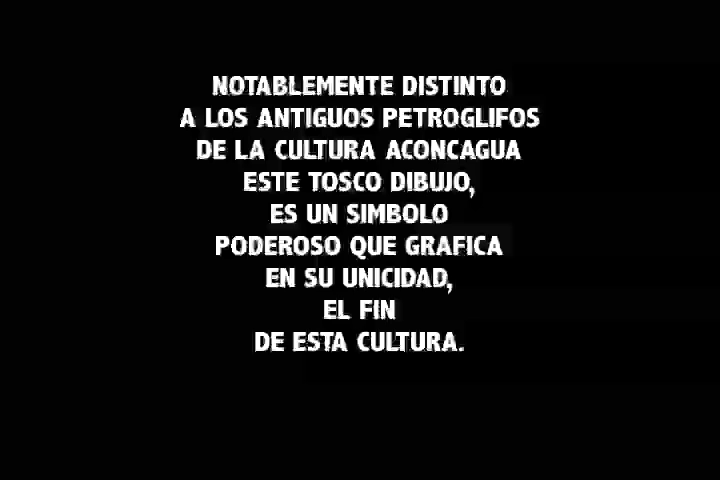 NOTABLEMENTE DISTINTO
A LOS ANTIGUOS PETROGLIFOS
DE LA CULTURA ACONCAGUA
ESTE TOSCO DIBUJO,
ES UN SIMBOLO
PODEROSO QUE GRAFICA
EN SU UNICIDAD,
EL FIN
DE ESTA CULTURA.